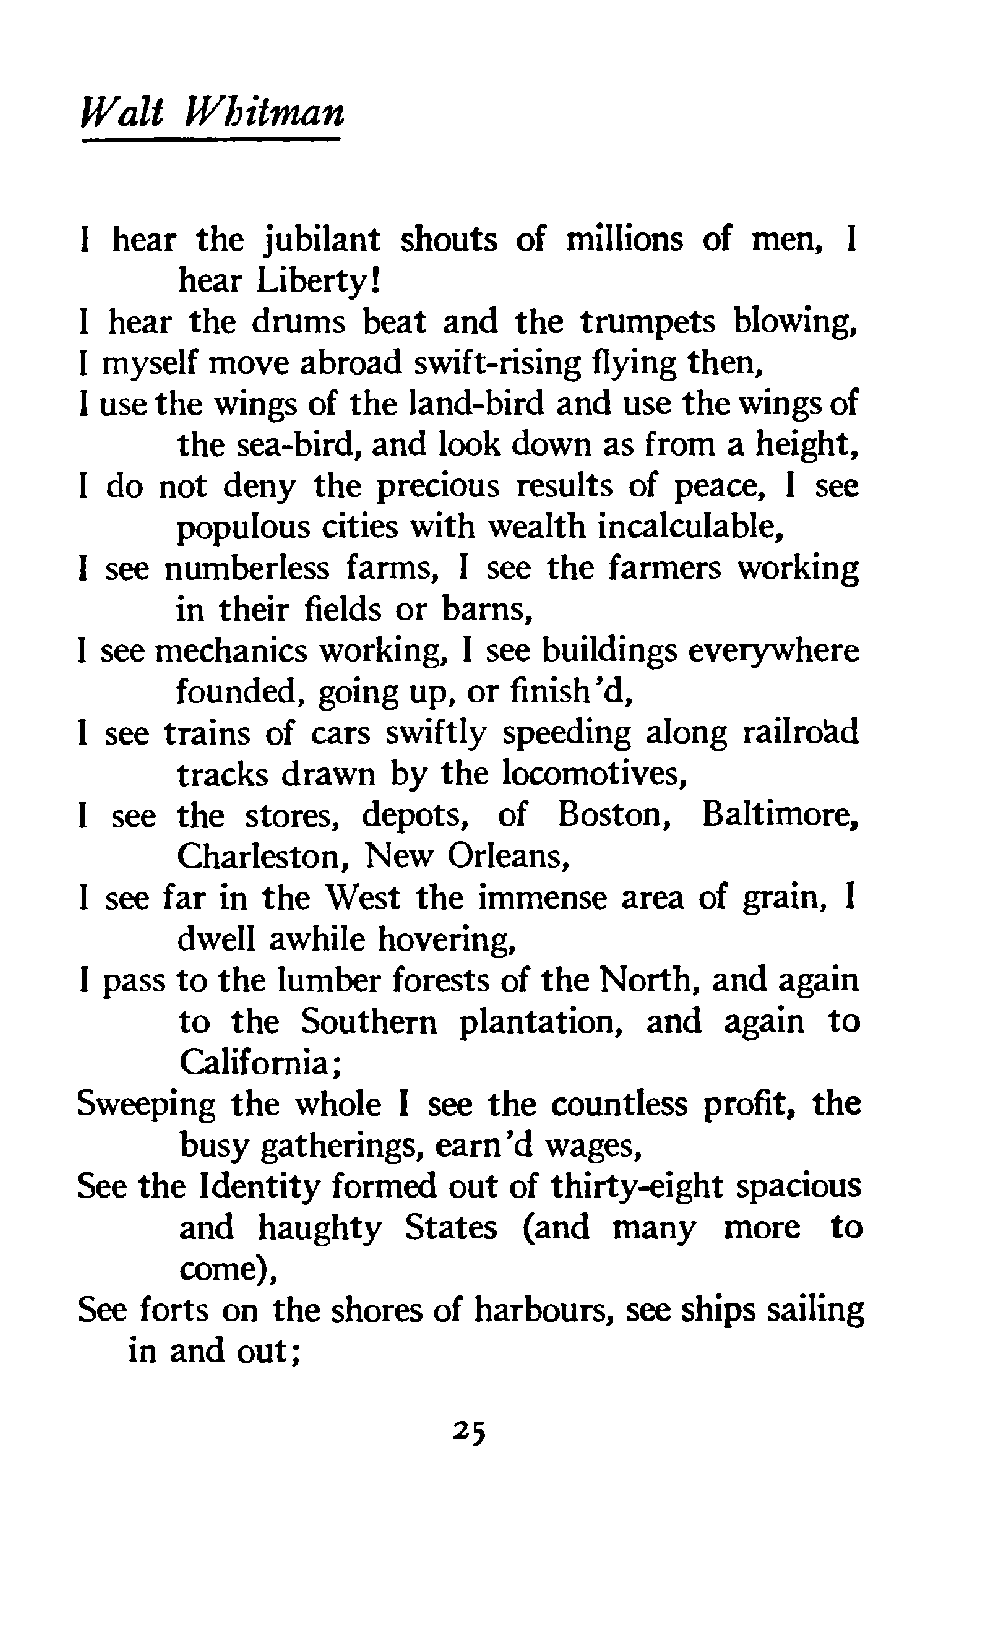 Walt Whitman
I hear the jubilant shouts of millions of men, I
hear Liberty!
I hear the drums beat and the trumpets blowing,
I myself move abroad swift-rising flying then,
I use the wings of the land-bird and use the wings of
the sea-bird, and look down as from a height,
I do not deny the precious results of peace, I see
populous cities with wealth incalculable,
I see numberless farms, I see the farmers working
in their fields or barns,
I see mechanics working, I see buildings everywhere
founded, going up, or finish'd,
I see trains of cars swiftly speeding along railroad
tracks drawn by the locomotives,
I see the stores, depots, of Boston, Baltimore,
Charleston, New Orleans,
I see far in the West the immense area of grain, I
dwell awhile hovering,
I pass to the lumber forests of the North, and again
to the Southern plantation, and again to
California;
Sweeping the whole I see the countless profit, the
busy gatherings, earn'd wages,
See the Identity formed out of thirty-eight spacious
and haughty States (and many more to
come),
See forts on the shores of harbours, see ships sailing
in and out;
25